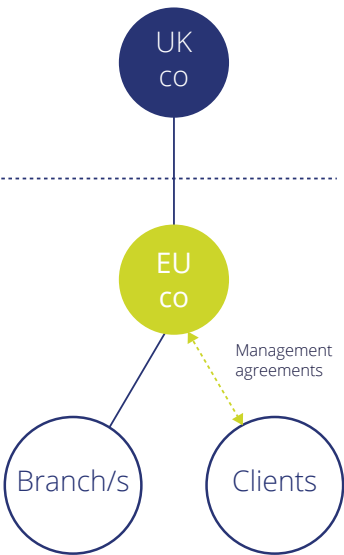 UK
co
EU
co
Management
agreements
Branch/s
Clients